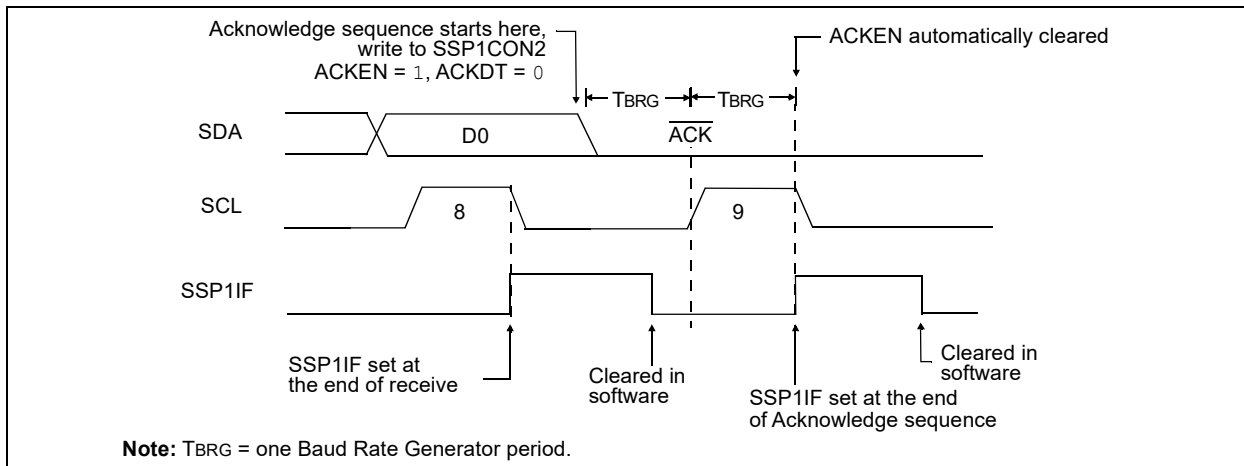 Acknowledge sequence starts here,
write to SSP1CON2
ACKEN = 1, ACKDT = 0
ACKEN automatically cleared
TBRG
TBRG
SDA
D0
ACK
SCL
8
9
SSP1IF
SSP1IF set at
the end of receive
Cleared in
software
SSP1IF set at the end
of Acknowledge sequence
Cleared in
software
Note: TBRG = one Baud Rate Generator period.